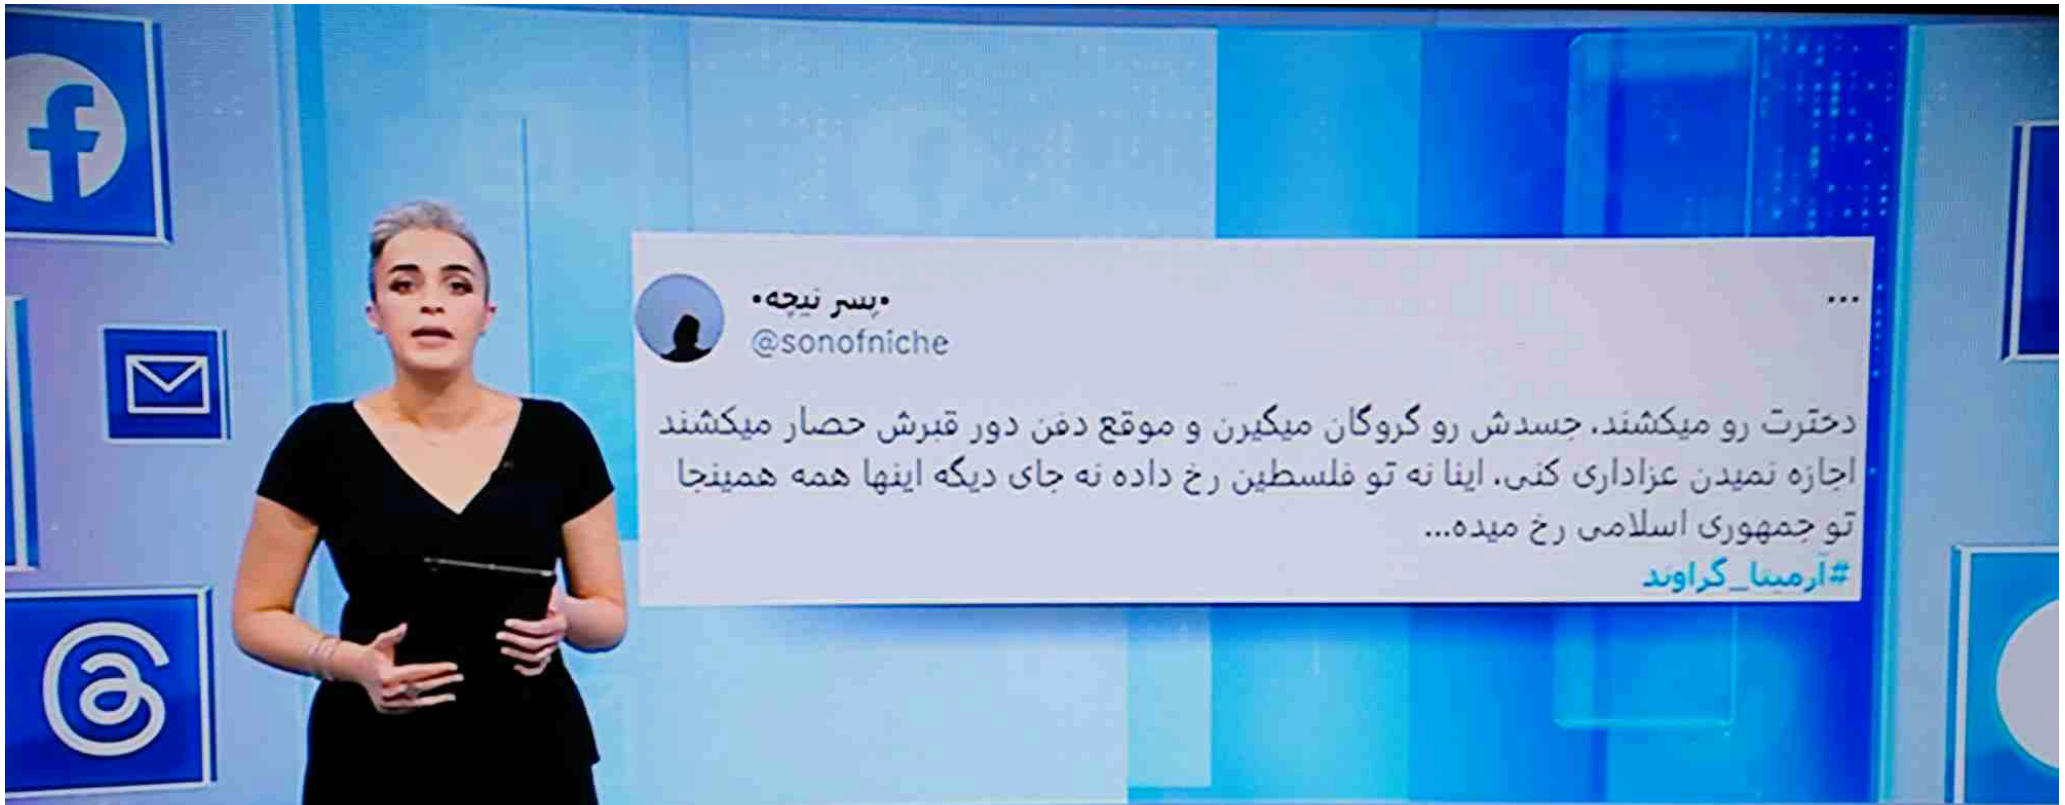 •پسر نیچه•
@sonofniche
...
دخترت رو میکشند، جسدش رو گروگان میگیرن و موقع دفن دور قبرش حصار میکشند
اجازه نمیدن عزاداری کنی، اینا نه تو فلسطین رخ داده نه جای دیگه اینها همه همینجا
تو جمهوری اسلامی رخ میده...
#آرمیتا_گراوند